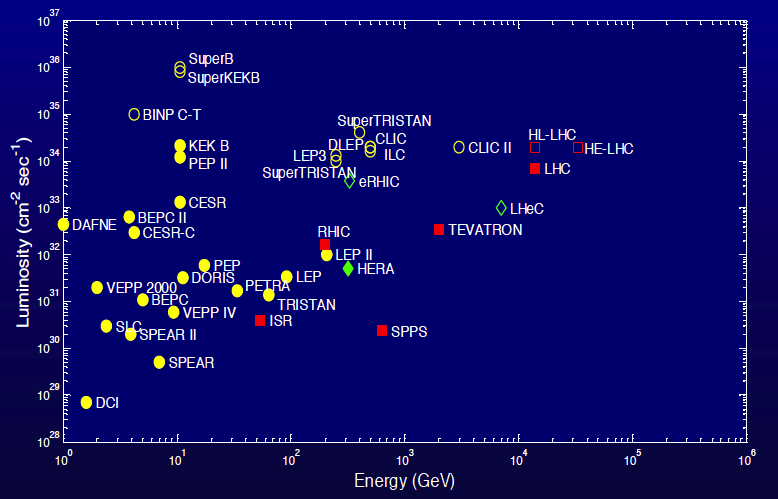 10^37
10^36
10^35
10^34
10^33
10^32
10^31
10^30
10^29
10^28
Luminosity (cm^-2 sec^-1)
SuperB
SuperKEKB
BINP C-T
SuperTRISTAN
HL-LHC
KEK B
DLEP
CLIC
CLIC II
HE-LHC
PEP II
LEP3
ILC
LHC
SuperTRISTAN
eRHIC
CESR
LHeC
DAFNE
BEPC II
CESR-C
RHIC
TEVATRON
LEP II
PEP
HERA
DORIS
LEP
VEPP 2000
PETRA
BEPC
TRISTAN
VEPP IV
ISR
SLC
SPEAR II
SPPS
SPEAR
DCI
10^0
10^1
10^2
10^3
10^4
10^5
10^6
Energy (GeV)